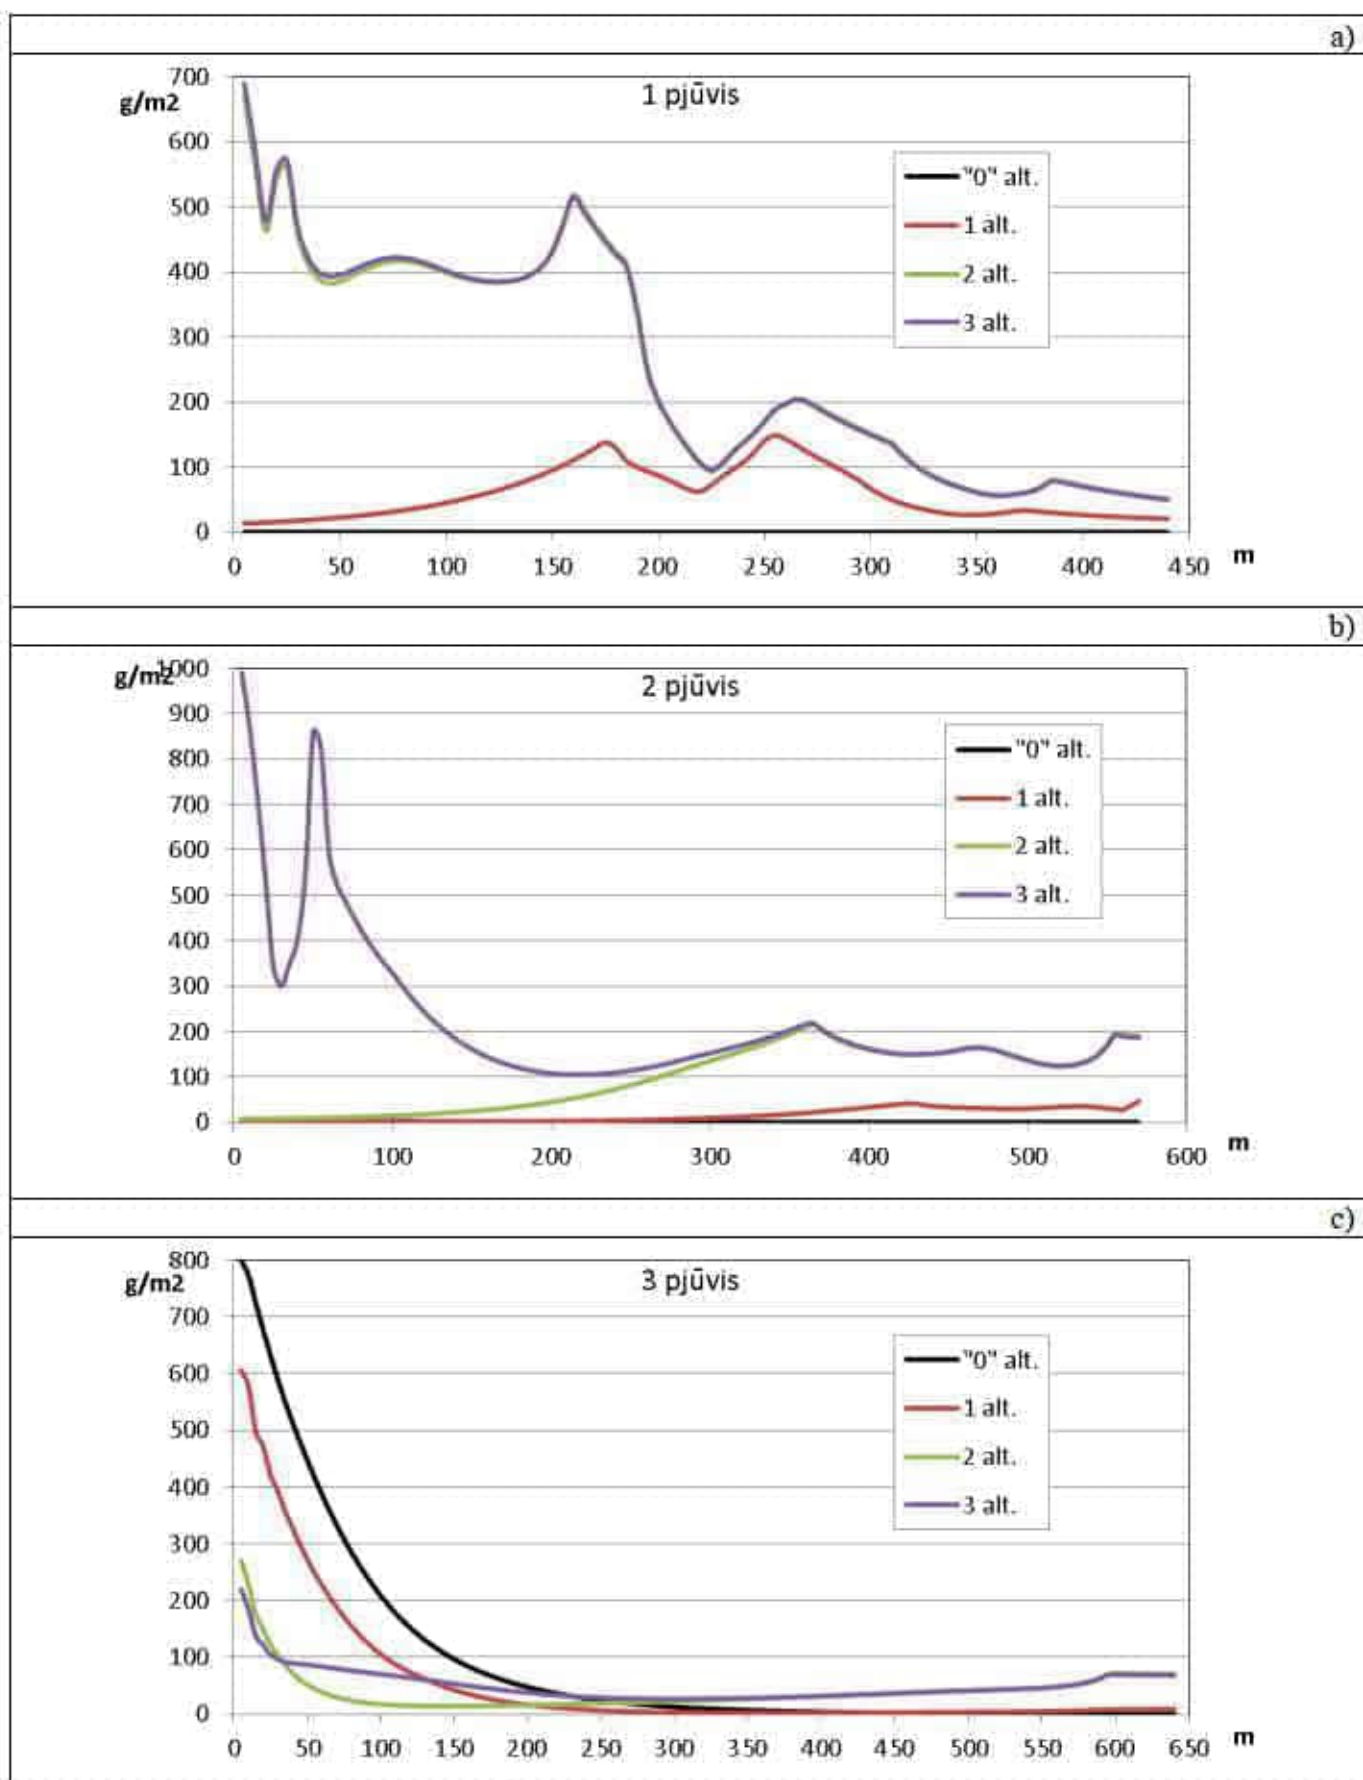 a)
1 pjūvis
g/m2
700
600
500
400
300
200
100
0
0 50 100 150 200 250 300 350 400 450 m
"0" alt.
1 alt.
2 alt.
3 alt.
b)
2 pjūvis
g/m2
1000
900
800
700
600
500
400
300
200
100
0
0 100 200 300 400 500 600 m
"0" alt.
1 alt.
2 alt.
3 alt.
c)
3 pjūvis
g/m2
800
700
600
500
400
300
200
100
0
0 50 100 150 200 250 300 350 400 450 500 550 600 650 m
"0" alt.
1 alt.
2 alt.
3 alt.